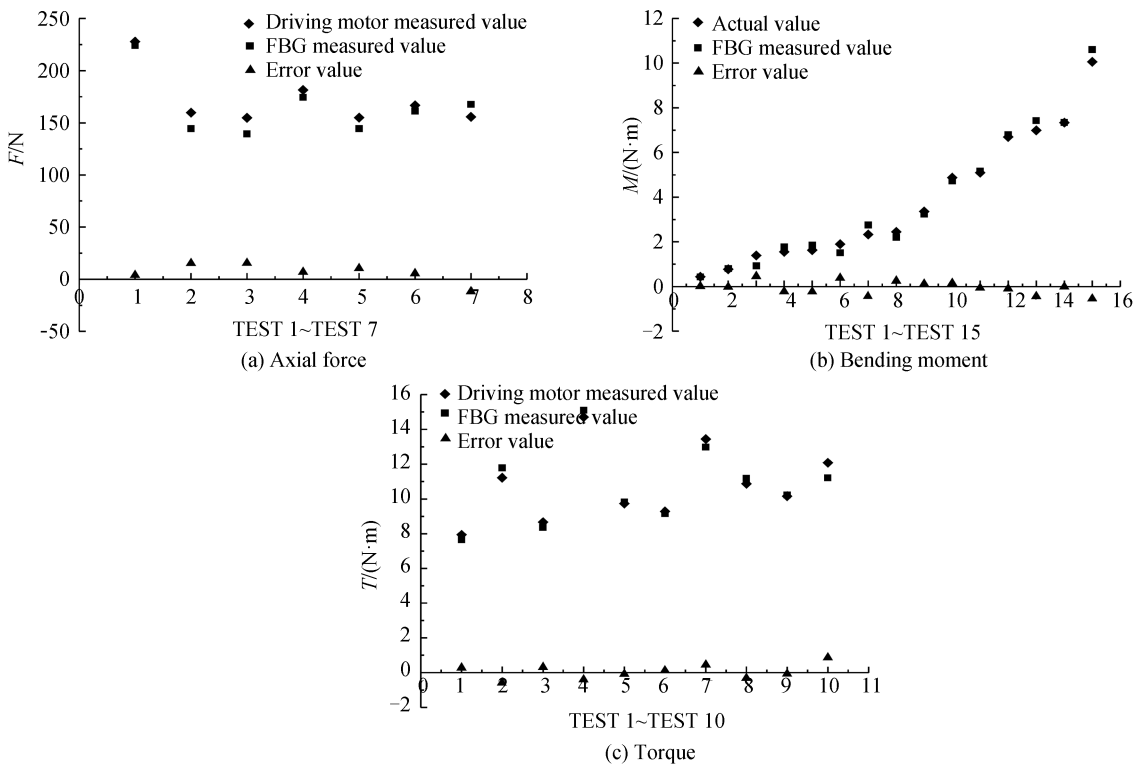 Driving motor measured value
FBG measured value
Error value
250
200
150
100
50
0
-50
F/N
0 1 2 3 4 5 6 7 8
TEST 1~TEST 7
(a) Axial force
Actual value
FBG measured value
Error value
12
10
8
6
4
2
0
−2
M/(N·m)
0 2 4 6 8 10 12 14 16
TEST 1~TEST 15
(b) Bending moment
Driving motor measured value
FBG measured value
Error value
16
14
12
10
8
6
4
2
0
−2
T/(N·m)
0 1 2 3 4 5 6 7 8 9 10 11
TEST 1~TEST 10
(c) Torque